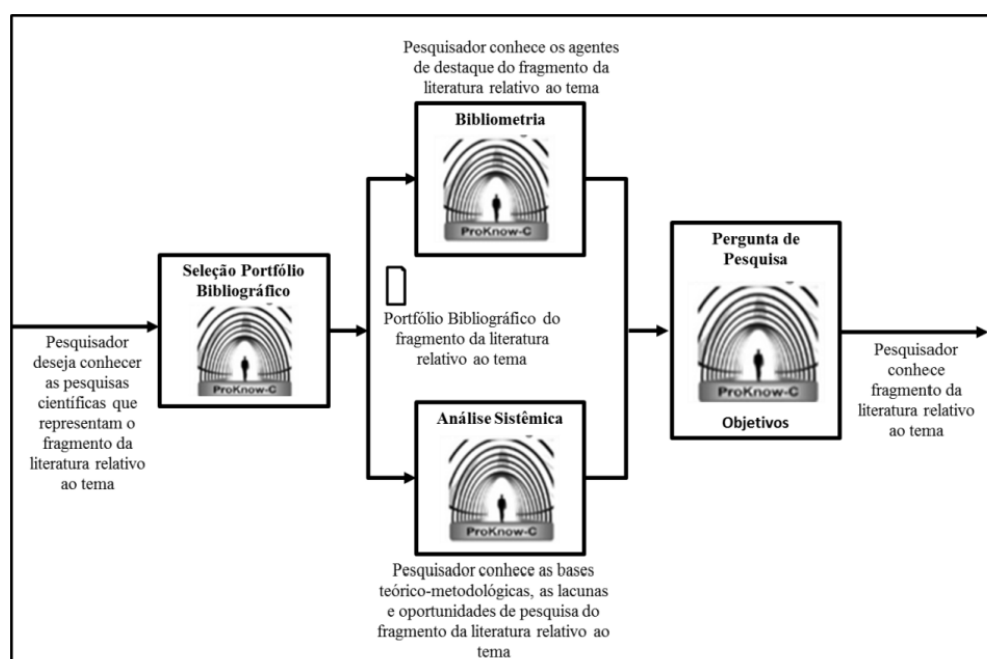 Pesquisador conhece os agentes
de destaque do fragmento da
literatura relativo ao tema
Bibliometria
ProKnow-C
Seleção Portfólio
Bibliográfico
ProKnow-C
Pesquisador
deseja conhecer
as pesquisas
científicas que
representam o
fragmento da
literatura relativo
ao tema
Portfólio Bibliográfico do
fragmento da literatura
relativo ao tema
Análise Sistêmica
ProKnow-C
Pesquisador conhece as bases
teórico-metodológicas, as lacunas
e oportunidades de pesquisa do
fragmento da literatura relativo ao
tema
Pergunta de
Pesquisa
ProKnow-C
Objetivos
Pesquisador
conhece
fragmento da
literatura relativo
ao tema